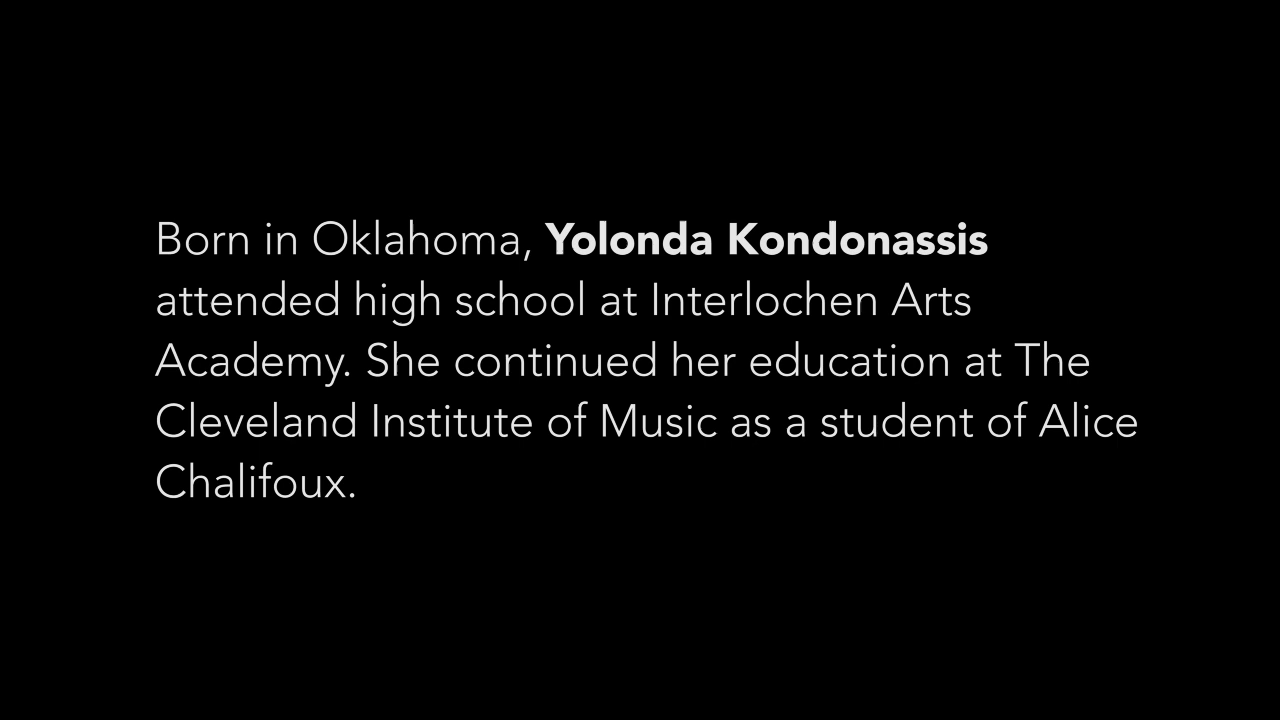 Born in Oklahoma, Yolonda Kondonassis
attended high school at Interlochen Arts
Academy. She continued her education at The
Cleveland Institute of Music as a student of Alice
Chalifoux.